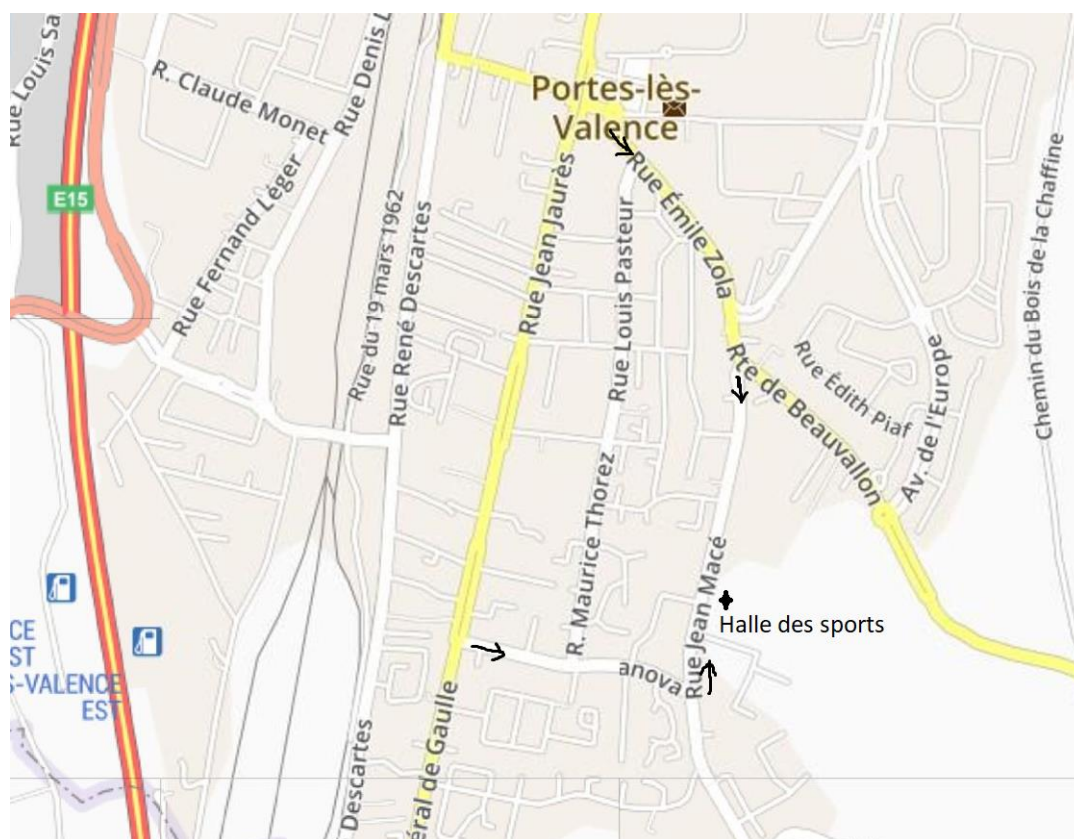 Rue Louis Sa
R. Claude Monet
Rue Denis L
Portes-lès-
Valence
E15
Rue Fernand Léger
Rue du 19 mars 1962
Rue René Descartes
Rue Jean Jaurès
Rue Louis Pasteur
Rue Émile Zola
Rte de Beauvallon
Rue Édith Piaf
Av. de l'Europe
Chemin du Bois de la Chaffine
R. Maurice Thorez
Rue Jean Macé
Halle des sports
anova
CE
ST
S-VALENCE
EST
Descartes
éral de Gaulle